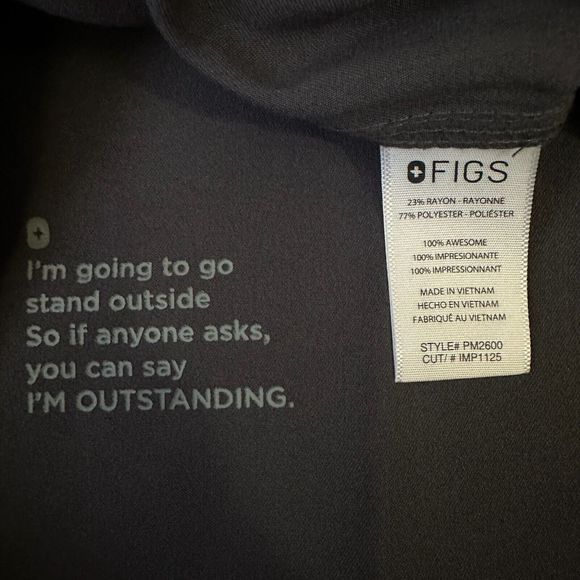 I'm going to go
stand outside
So if anyone asks,
you can say
I'M OUTSTANDING.
FIGS
23% RAYON - RAYONNE
77% POLYESTER - POLIÉSTER
100% AWESOME
100% IMPRESIONANTE
100% IMPRESSIONNANT
MADE IN VIETNAM
HECHO EN VIETNAM
FABRIQUÉ AU VIETNAM
STYLE# PM2600
CUT/ # IMP1125